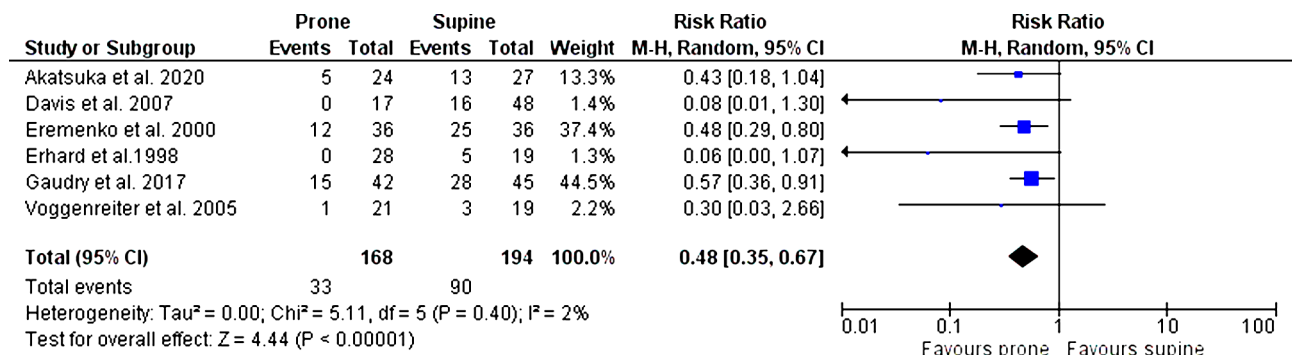 Prone Supine Risk Ratio Risk Ratio
Study or Subgroup Events Total Events Total Weight M-H, Random, 95% CI M-H, Random, 95% CI
Akatsuka et al. 2020 5 24 13 27 13.3% 0.43 [0.18, 1.04]
Davis et al. 2007 0 17 16 48 1.4% 0.08 [0.01, 1.30]
Eremenko et al. 2000 12 36 25 36 37.4% 0.48 [0.29, 0.80]
Erhard et al.1998 0 28 5 19 1.3% 0.06 [0.00, 1.07]
Gaudry et al. 2017 15 42 28 45 44.5% 0.57 [0.36, 0.91]
Voggenreiter et al. 2005 1 21 3 19 2.2% 0.30 [0.03, 2.66]
Total (95% CI) 168 194 100.0% 0.48 [0.35, 0.67]
Total events 33 90
Heterogeneity: Tau² = 0.00; Chi² = 5.11, df = 5 (P = 0.40); I² = 2%
Test for overall effect: Z = 4.44 (P < 0.00001)
0.01 0.1 1 10 100
Favours prone Favours supine